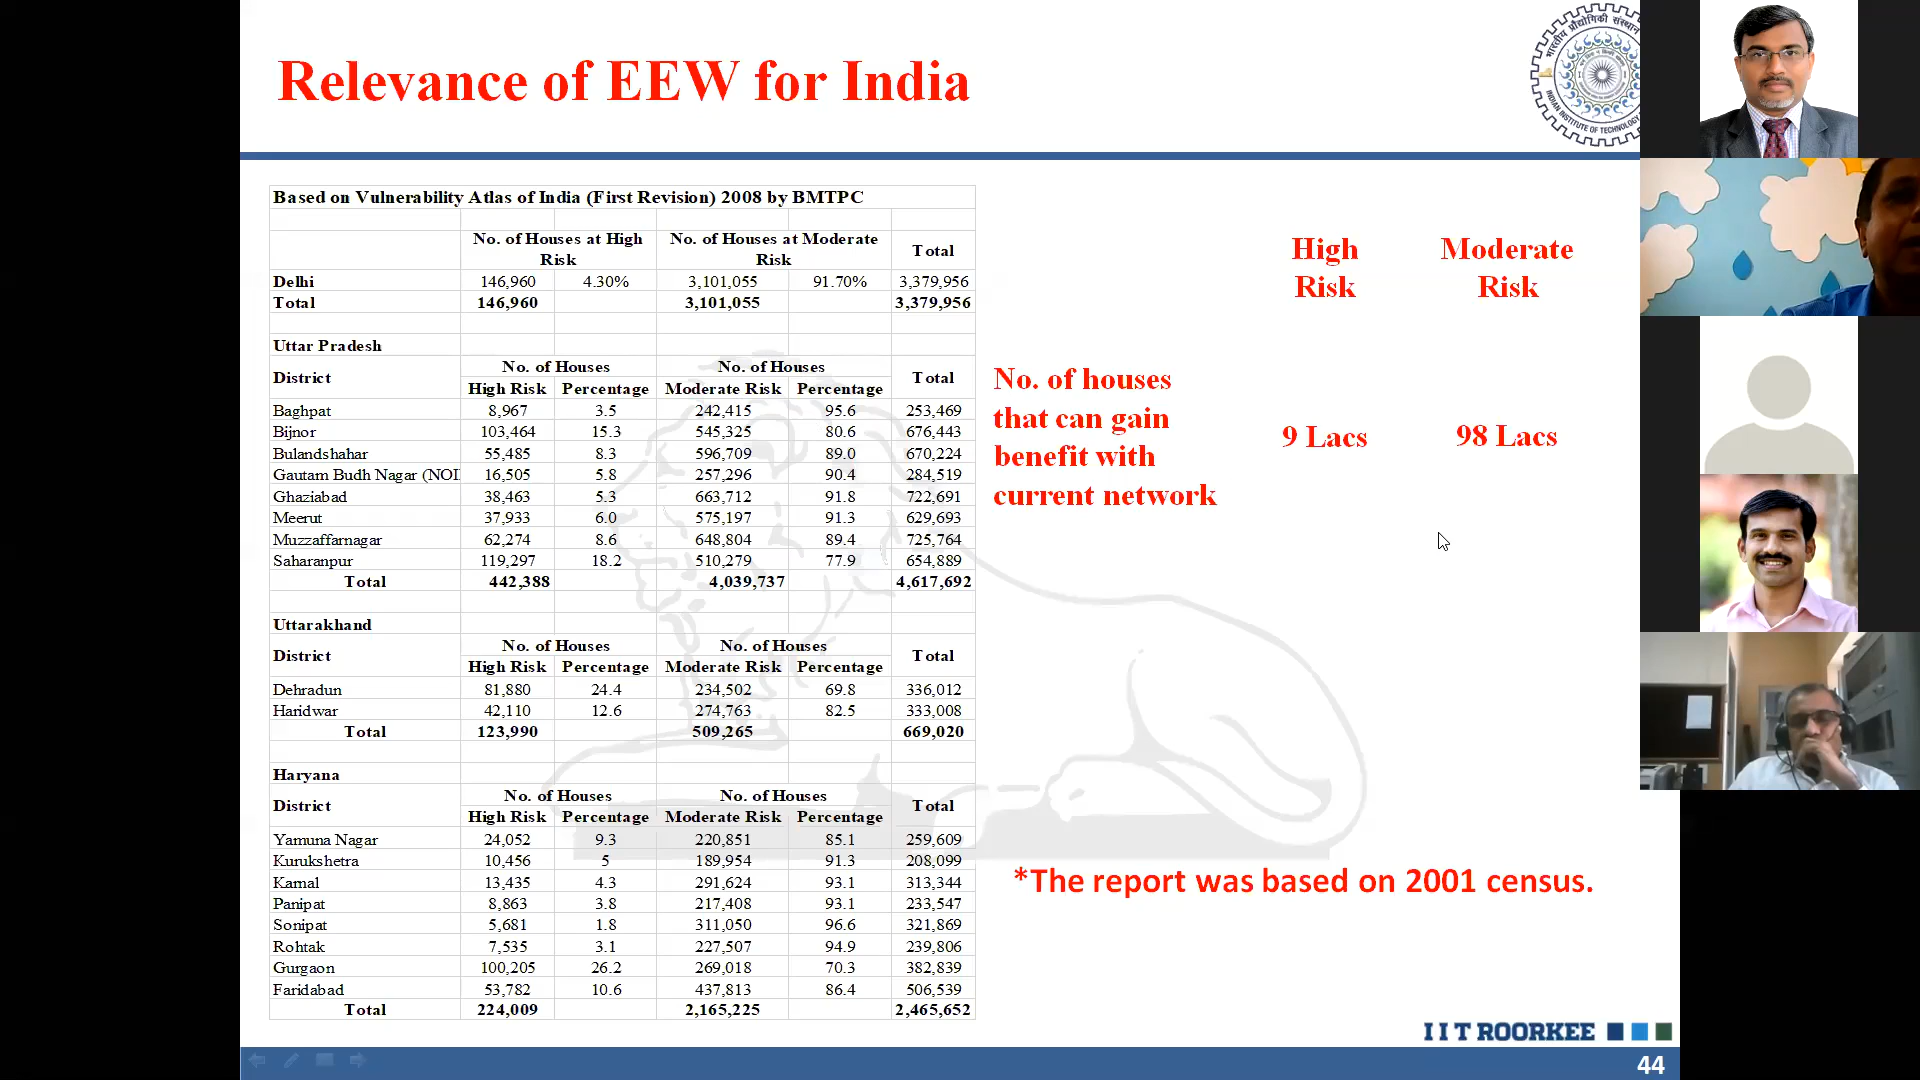 Relevance of EEW for India
भारतीय प्रौद्योगिकी संस्थान
INDIAN INSTITUTE OF TECHNOLOGY
Based on Vulnerability Atlas of India (First Revision) 2008 by BMTPC
No. of Houses at High Risk No. of Houses at Moderate Risk Total
Delhi 146,960 4.30% 3,101,055 91.70% 3,379,956
Total 146,960 3,101,055 3,379,956
Uttar Pradesh
District No. of Houses No. of Houses Total
High Risk Percentage Moderate Risk Percentage
Baghpat 8,967 3.5 242,415 95.6 253,469
Bijnor 103,464 15.3 545,325 80.6 676,443
Bulandshahar 55,485 8.3 596,709 89.0 670,224
Gautam Budh Nagar (NOI 16,505 5.8 257,296 90.4 284,519
Ghaziabad 38,463 5.3 663,712 91.8 722,691
Meerut 37,933 6.0 575,197 91.3 629,693
Muzzaffarnagar 62,274 8.6 648,804 89.4 725,764
Saharanpur 119,297 18.2 510,279 77.9 654,889
Total 442,388 4,039,737 4,617,692
Uttarakhand
District No. of Houses No. of Houses Total
High Risk Percentage Moderate Risk Percentage
Dehradun 81,880 24.4 234,502 69.8 336,012
Haridwar 42,110 12.6 274,763 82.5 333,008
Total 123,990 509,265 669,020
Haryana
District No. of Houses No. of Houses Total
High Risk Percentage Moderate Risk Percentage
Yamuna Nagar 24,052 9.3 220,851 85.1 259,609
Kurukshetra 10,456 5 189,954 91.3 208,099
Karnal 13,435 4.3 291,624 93.1 313,344
Panipat 8,863 3.8 217,408 93.1 233,547
Sonipat 5,681 1.8 311,050 96.6 321,869
Rohtak 7,535 3.1 227,507 94.9 239,806
Gurgaon 100,205 26.2 269,018 70.3 382,839
Faridabad 53,782 10.6 437,813 86.4 506,539
Total 224,009 2,165,225 2,465,652
High Risk Moderate Risk
No. of houses
that can gain
benefit with
current network
9 Lacs 98 Lacs
*The report was based on 2001 census.
I I T ROORKEE
44